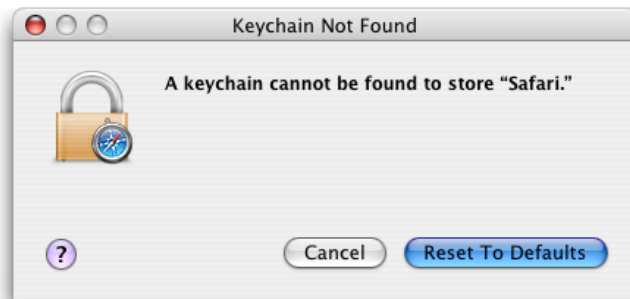 Keychain Not Found
A keychain cannot be found to store “Safari.”
?
Cancel
Reset To Defaults